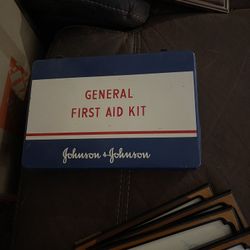 GENERAL
FIRST AID KIT
Johnson & Johnson